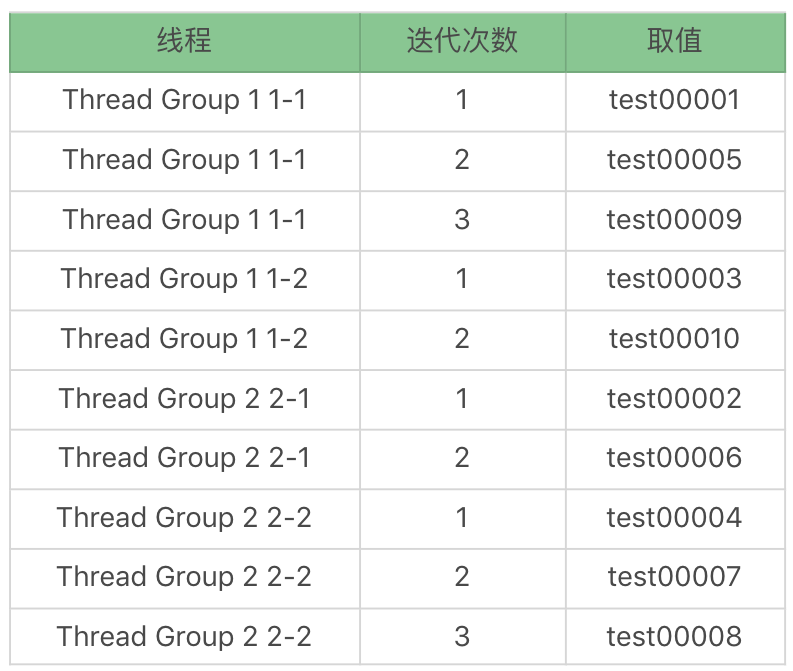 线程 迭代次数 取值
Thread Group 1 1-1 1 test00001
Thread Group 1 1-1 2 test00005
Thread Group 1 1-1 3 test00009
Thread Group 1 1-2 1 test00003
Thread Group 1 1-2 2 test00010
Thread Group 2 2-1 1 test00002
Thread Group 2 2-1 2 test00006
Thread Group 2 2-2 1 test00004
Thread Group 2 2-2 2 test00007
Thread Group 2 2-2 3 test00008